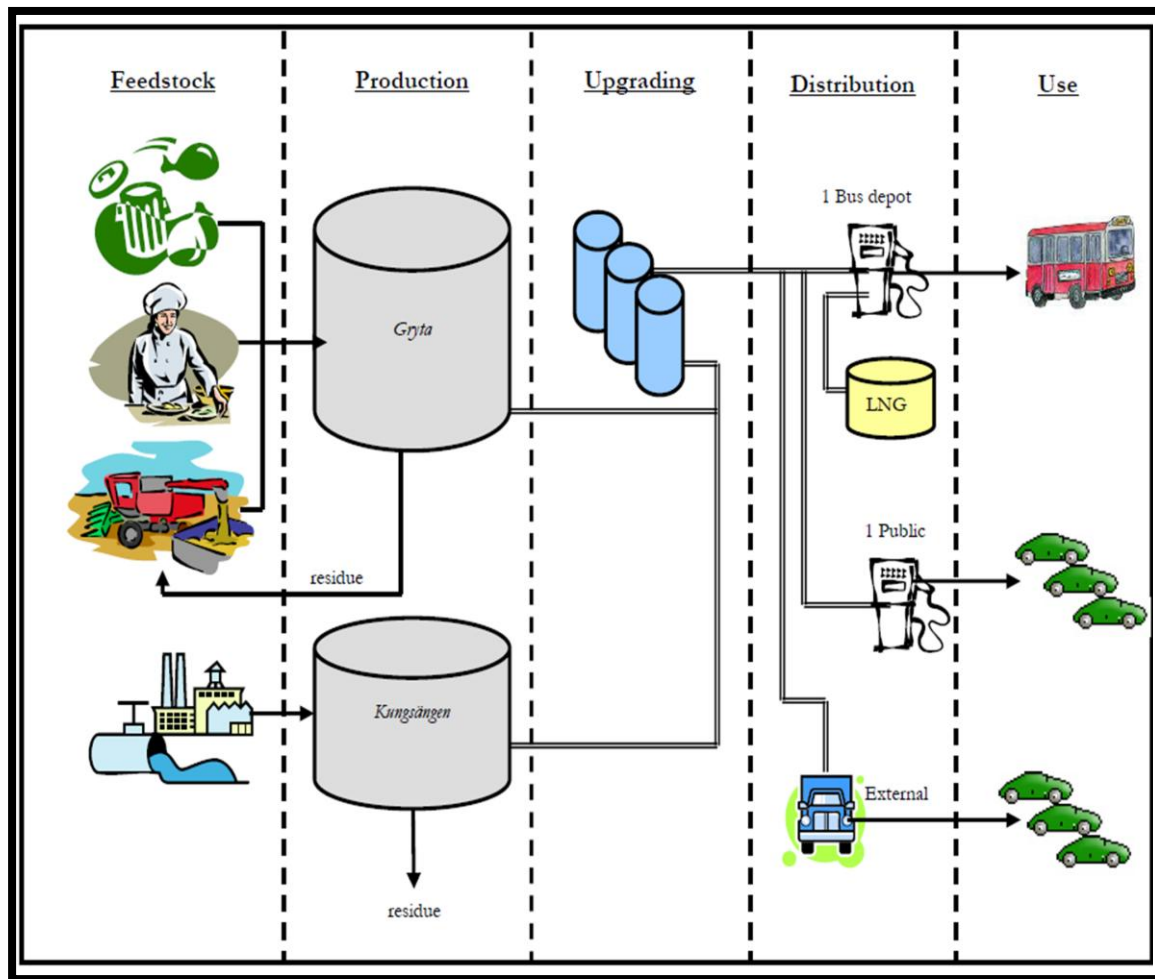 Feedstock
Production
Upgrading
Distribution
Use
1 Bus depot
Gryta
LNG
1 Public
residue
Kungsängen
External
residue